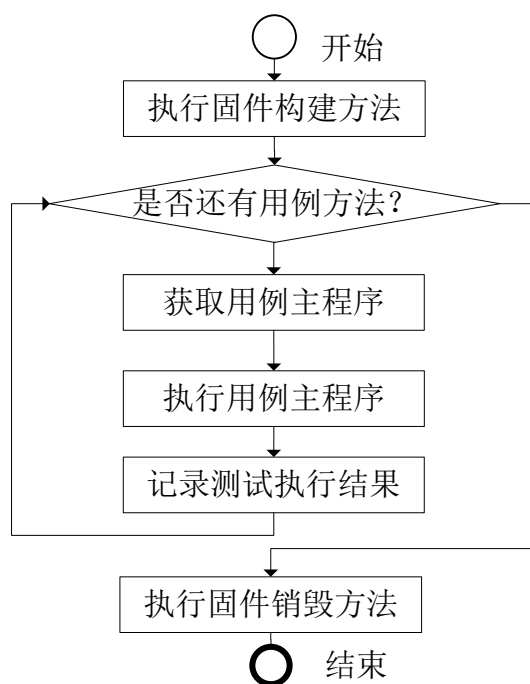 开始
执行固件构建方法
是否还有用例方法？
获取用例主程序
执行用例主程序
记录测试执行结果
执行固件销毁方法
结束